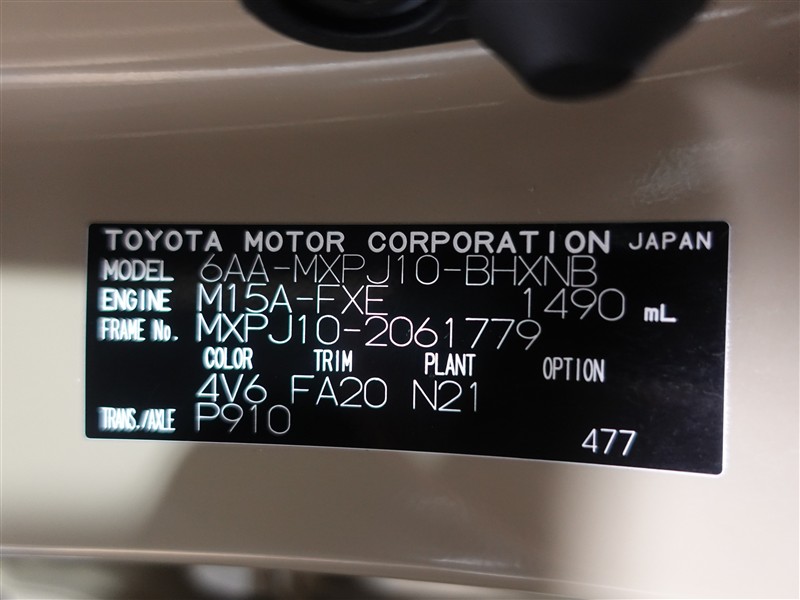 TOYOTA MOTOR CORPORATION JAPAN
MODEL 6AA-MXPJ10-BHXNB
ENGINE M15A-FXE 1490 mL
FRAME No. MXPJ10-2061779
COLOR TRIM PLANT OPTION
4V6 FA20 N21
TRANS./AXLE P910
477